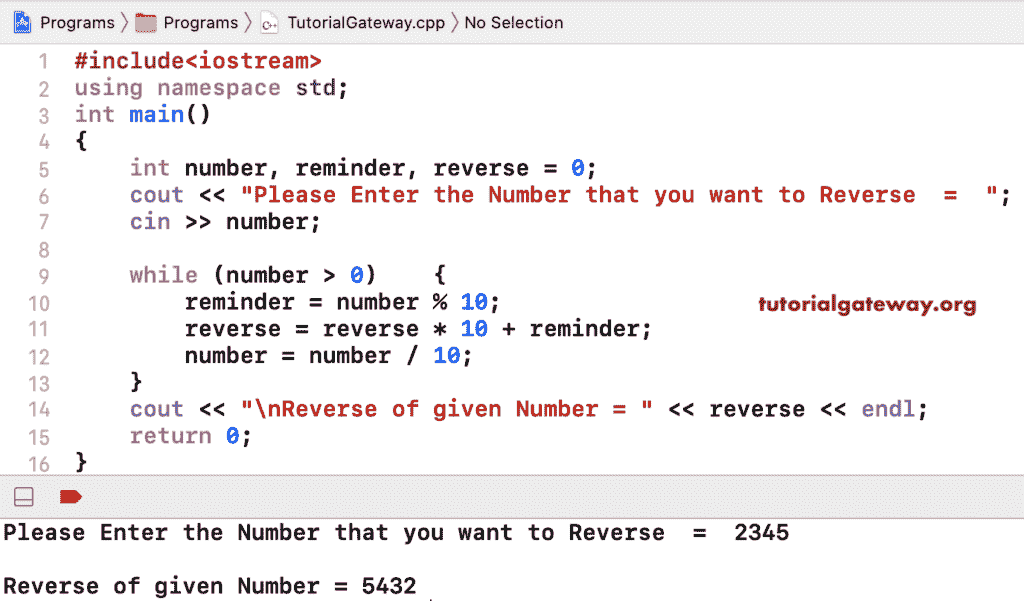 Programs 〉 Programs 〉 C++ TutorialGateway.cpp 〉 No Selection
1 #include<iostream>
2 using namespace std;
3 int main()
4 {
5     int number, reminder, reverse = 0;
6     cout << "Please Enter the Number that you want to Reverse  =  ";
7     cin >> number;
8
9     while (number > 0)    {
10         reminder = number % 10;
tutorialgateway.org
11         reverse = reverse * 10 + reminder;
12         number = number / 10;
13     }
14     cout << "\nReverse of given Number = " << reverse << endl;
15     return 0;
16 }
Please Enter the Number that you want to Reverse  =  2345
Reverse of given Number = 5432